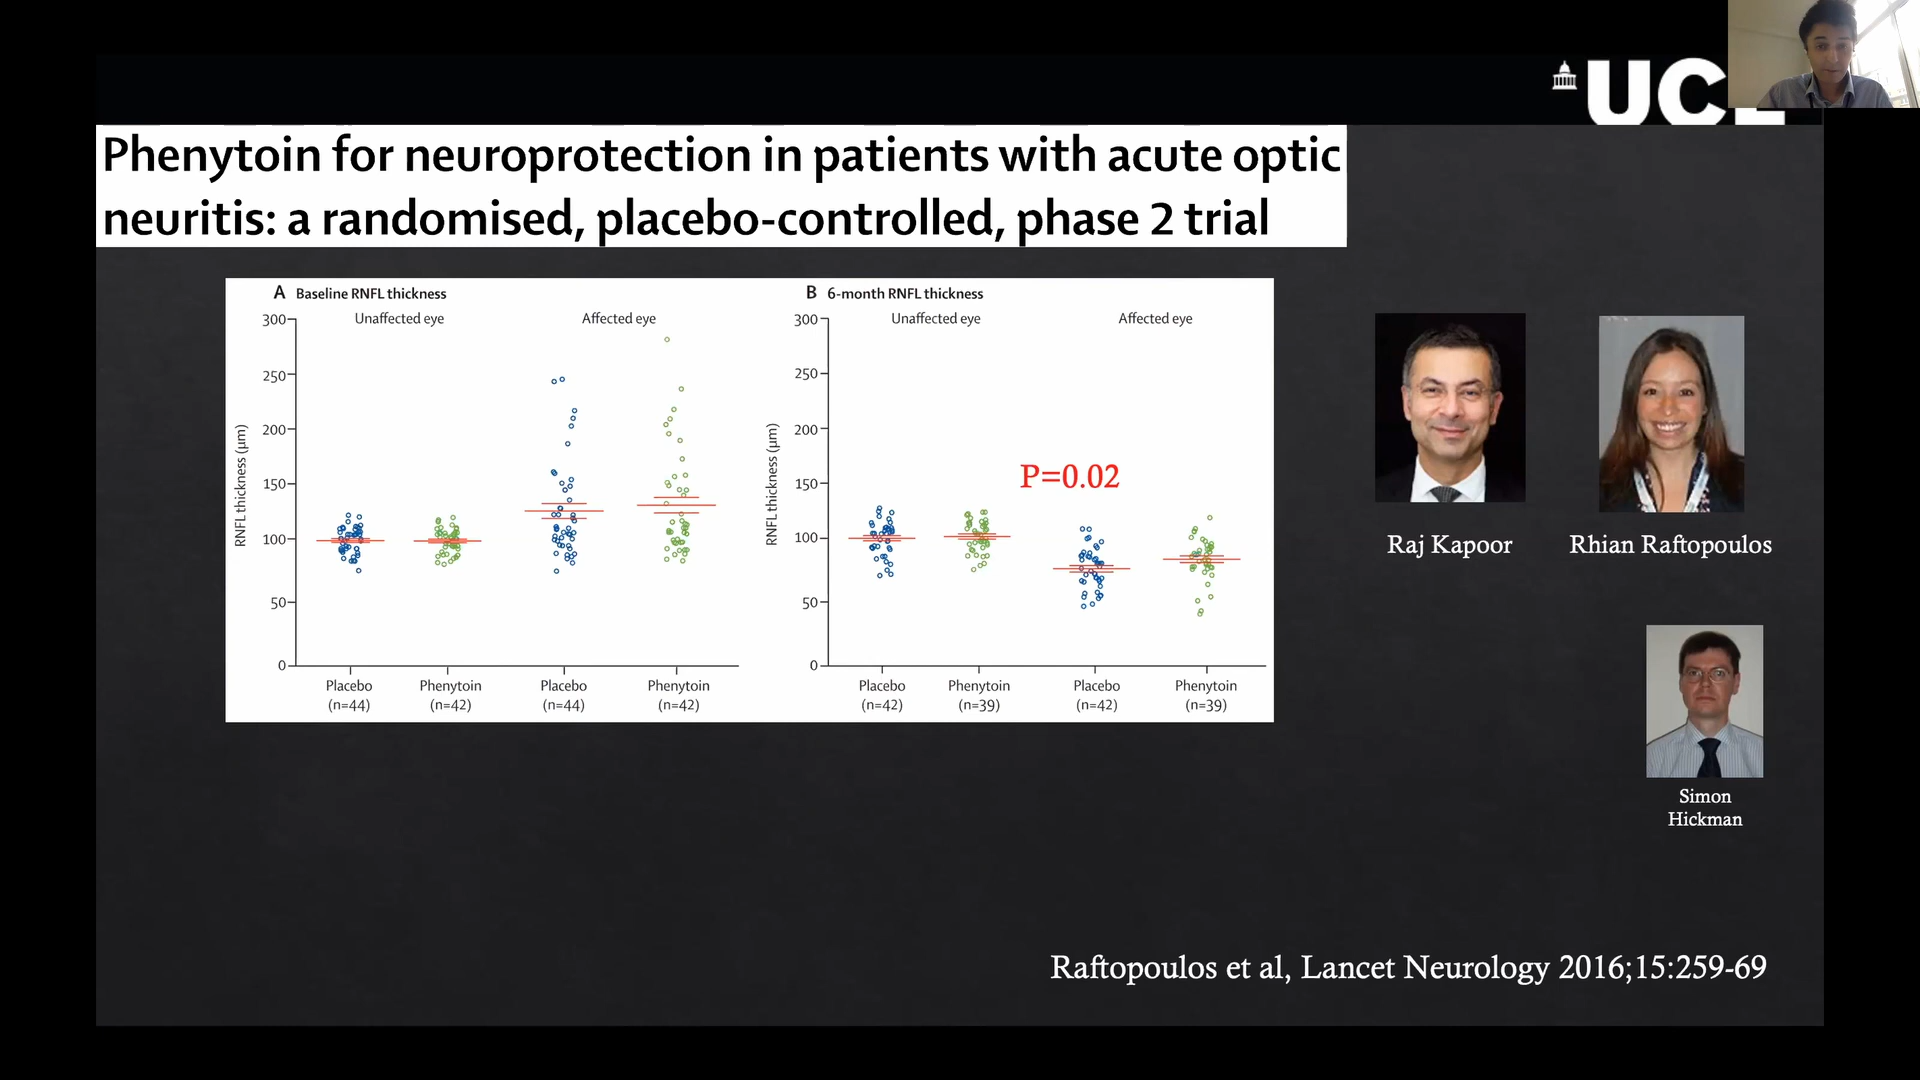 UCL
Phenytoin for neuroprotection in patients with acute optic
neuritis: a randomised, placebo-controlled, phase 2 trial
A Baseline RNFL thickness
Unaffected eye
Affected eye
RNFL thickness (μm)
300
250
200
150
100
50
0
Placebo
(n=44)
Phenytoin
(n=42)
Placebo
(n=44)
Phenytoin
(n=42)
B 6-month RNFL thickness
Unaffected eye
Affected eye
RNFL thickness (μm)
300
250
200
150
100
50
0
P=0.02
Placebo
(n=42)
Phenytoin
(n=39)
Placebo
(n=42)
Phenytoin
(n=39)
Raj Kapoor
Rhian Raftopoulos
Simon
Hickman
Raftopoulos et al, Lancet Neurology 2016;15:259-69